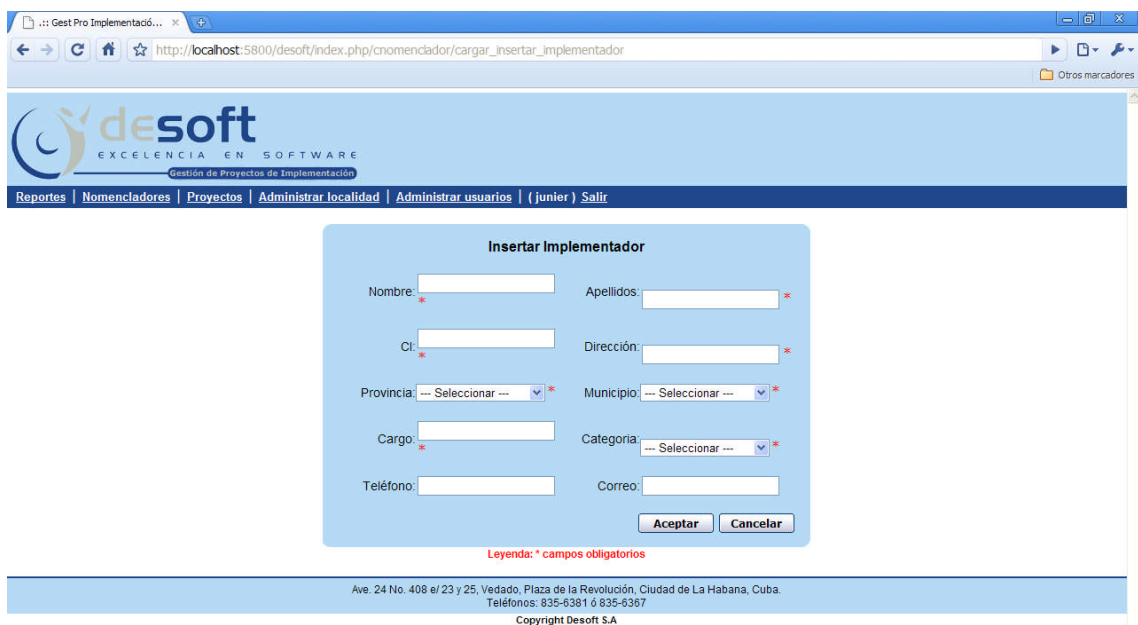 .:: Gest Pro Implementació... ×
http://localhost:5800/desoft/index.php/cnomenclador/cargar_insertar_implementador
Otros marcadores
desoft
EXCELENCIA EN SOFTWARE
Gestión de Proyectos de Implementación
Reportes | Nomencladores | Proyectos | Administrar localidad | Administrar usuarios | ( junier ) Salir
Insertar Implementador
Nombre: * Apellidos: *
CI: * Dirección: *
Provincia: --- Seleccionar --- * Municipio: --- Seleccionar --- *
Cargo: * Categoria: --- Seleccionar --- *
Teléfono: Correo:
Aceptar Cancelar
Leyenda: * campos obligatorios
Ave. 24 No. 408 e/ 23 y 25, Vedado, Plaza de la Revolución, Ciudad de La Habana, Cuba.
Teléfonos: 835-6381 ó 835-6367
Copyright Desoft S.A